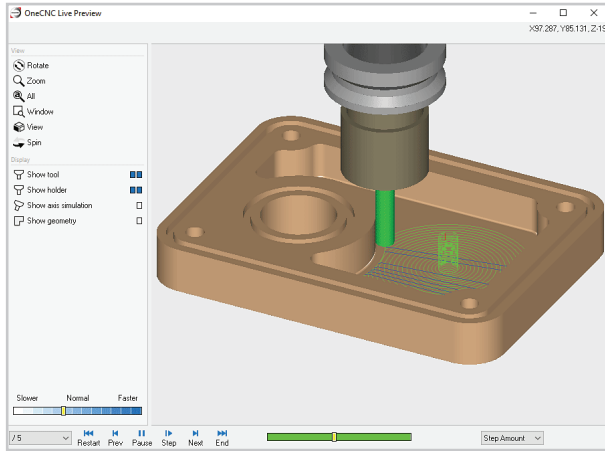 OneCNC Live Preview
X97.287, Y85.131, Z-19
View
Rotate
Zoom
All
Window
View
Spin
Display
Show tool
Show holder
Show axis simulation
Show geometry
Slower Normal Faster
/ 5 Restart Prev Pause Step Next End Step Amount